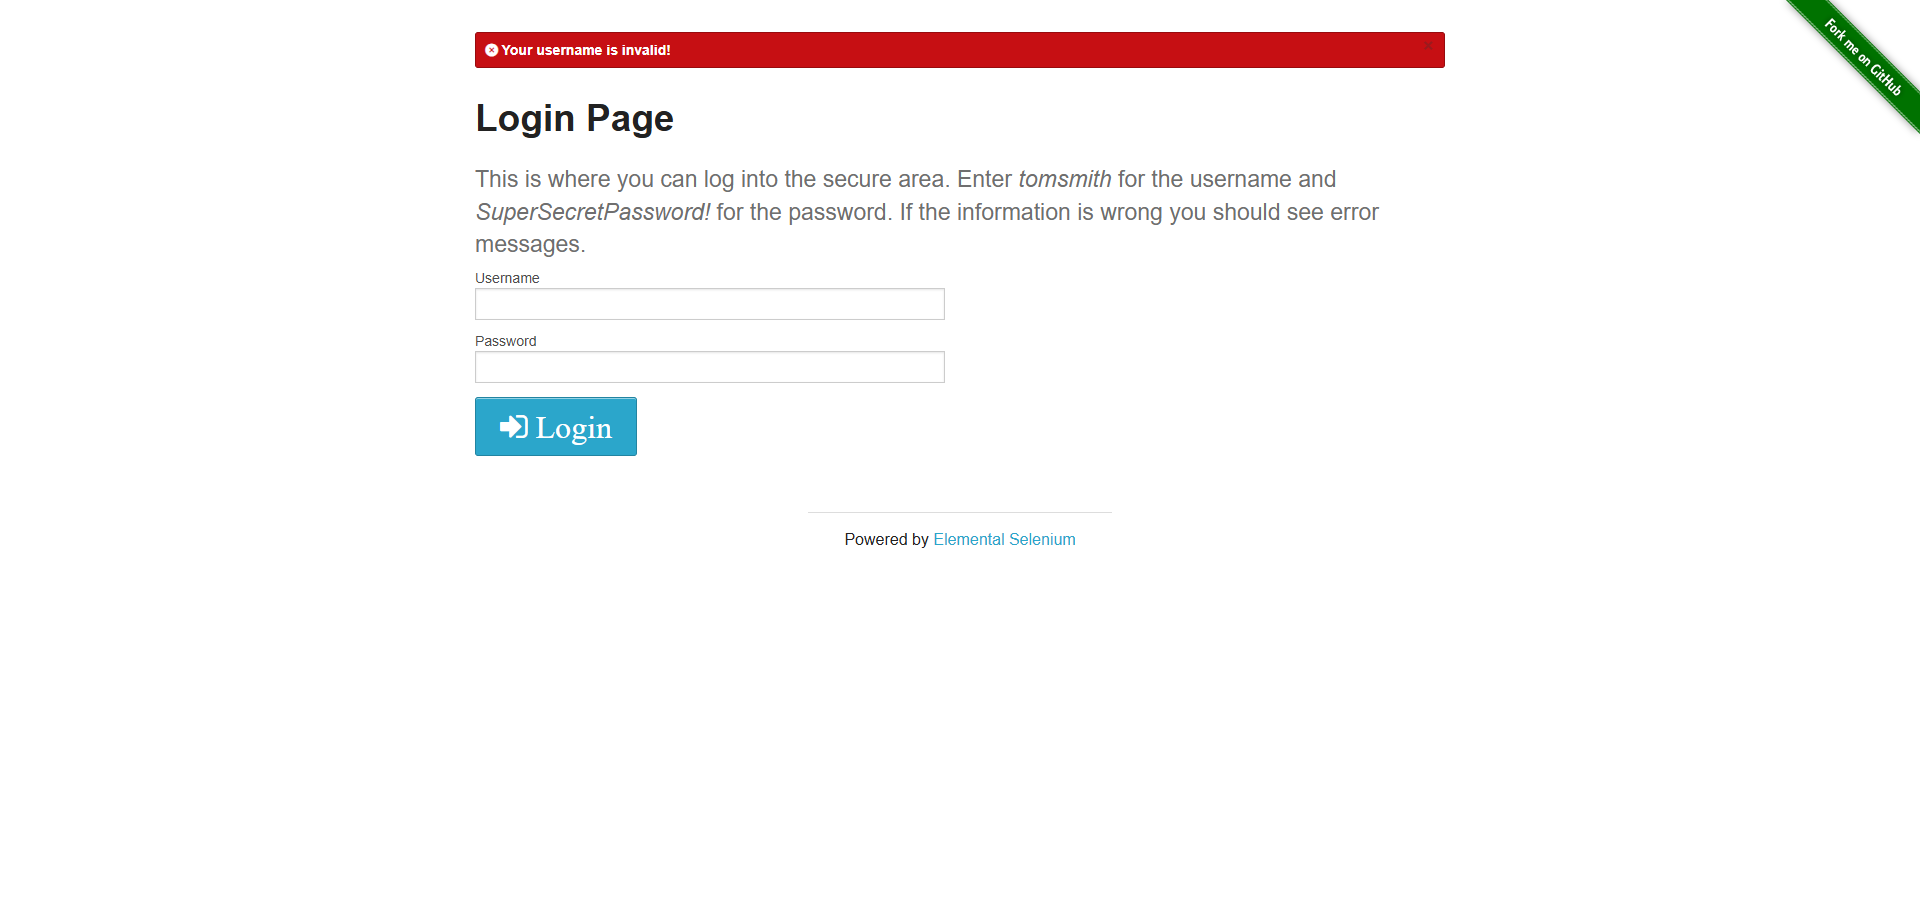 Your username is invalid!
×
Fork me on GitHub
Login Page
This is where you can log into the secure area. Enter tomsmith for the username and
SuperSecretPassword! for the password. If the information is wrong you should see error
messages.
Username
Password
Login
Powered by Elemental Selenium